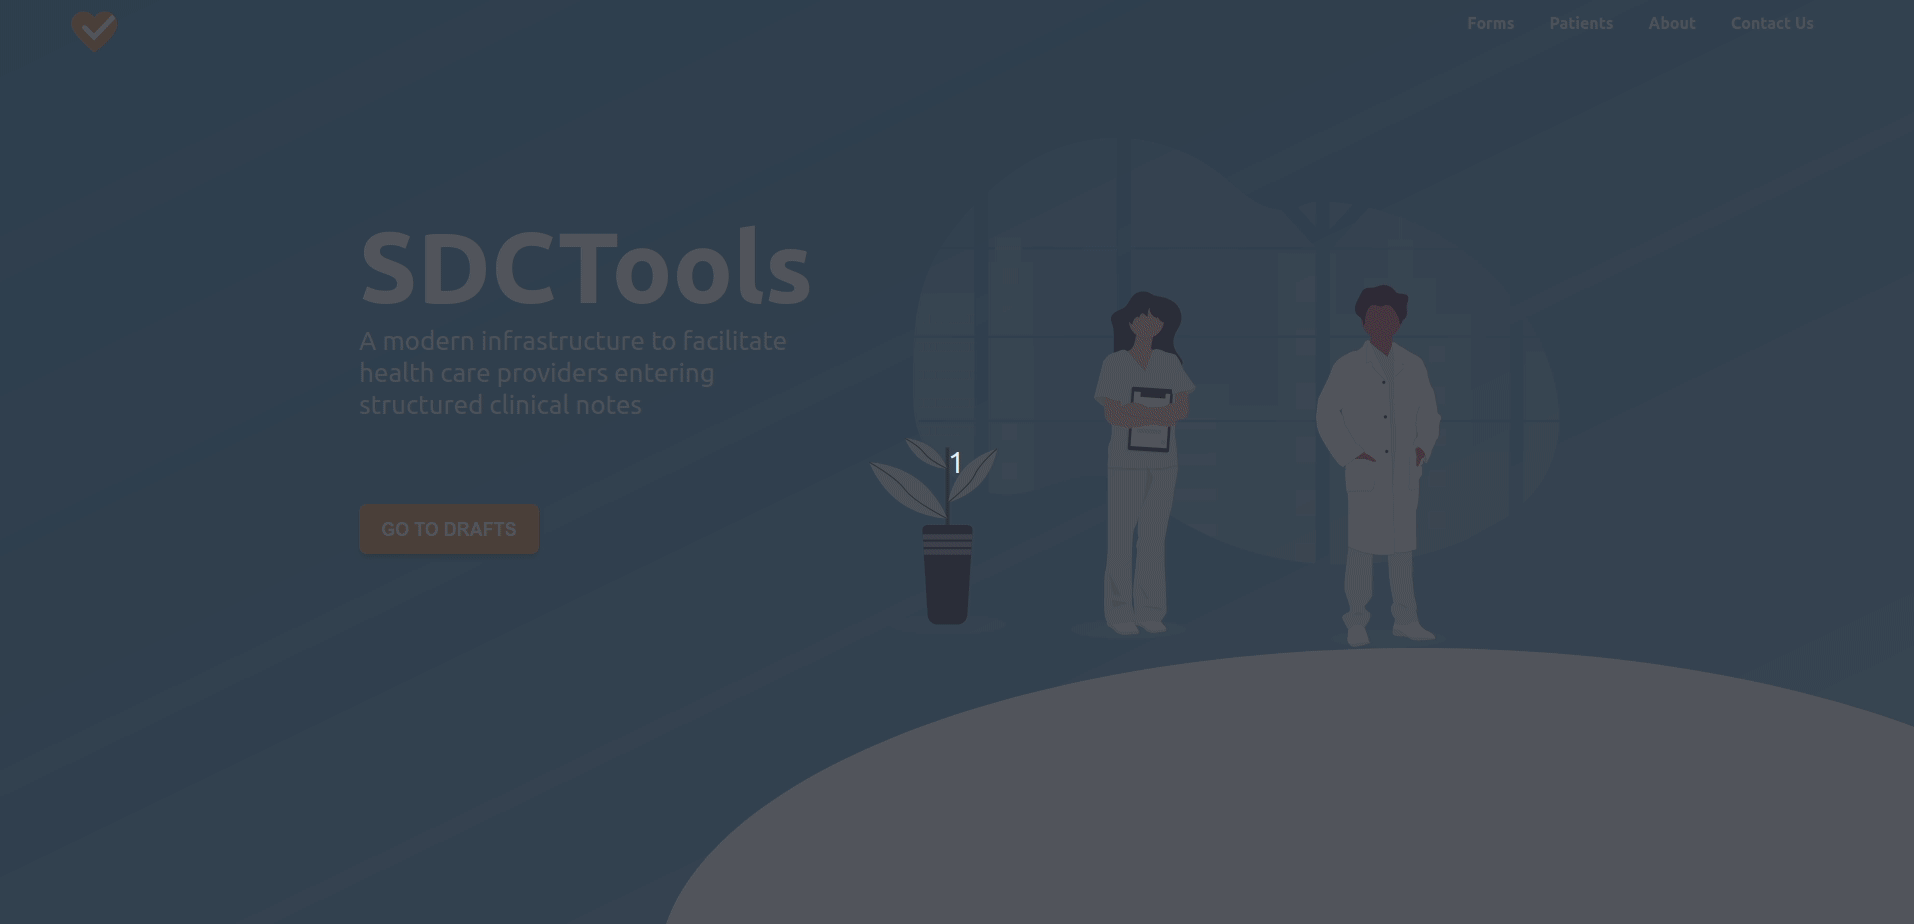 Forms Patients About Contact Us
SDCTools
A modern infrastructure to facilitate
health care providers entering
structured clinical notes
1
GO TO DRAFTS